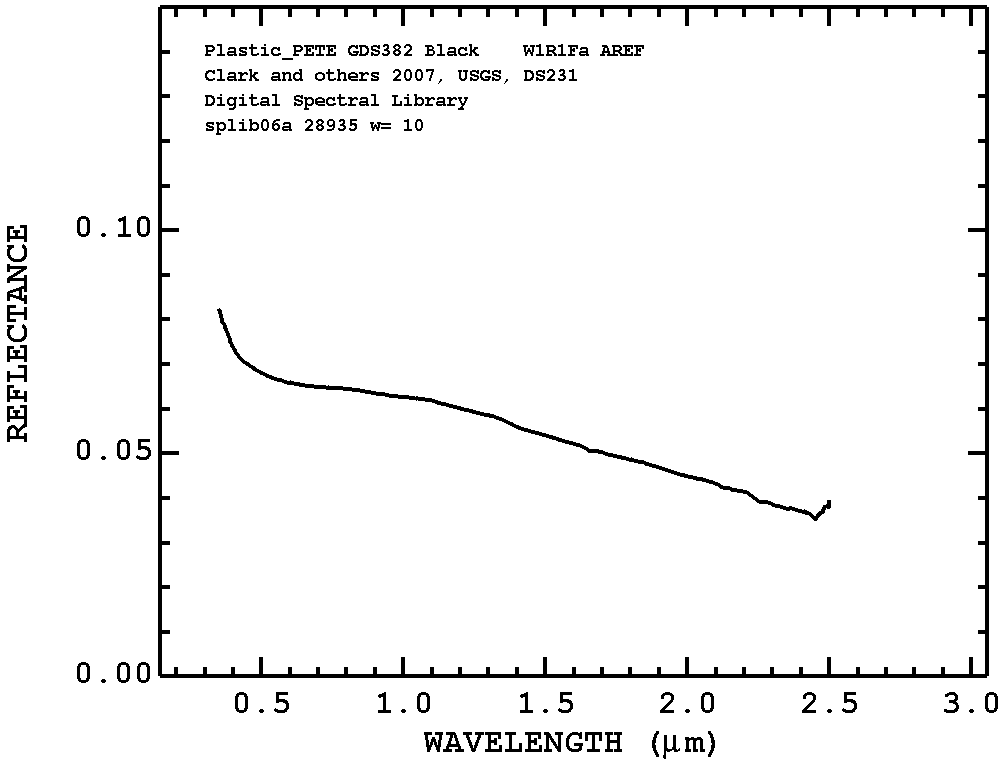 Plastic_PETE GDS382 Black    W1R1Fa AREF
Clark and others 2007, USGS, DS231
Digital Spectral Library
splib06a 28935 w= 10
REFLECTANCE
0.10
0.05
0.00
0.5 1.0 1.5 2.0 2.5 3.0
WAVELENGTH (μm)